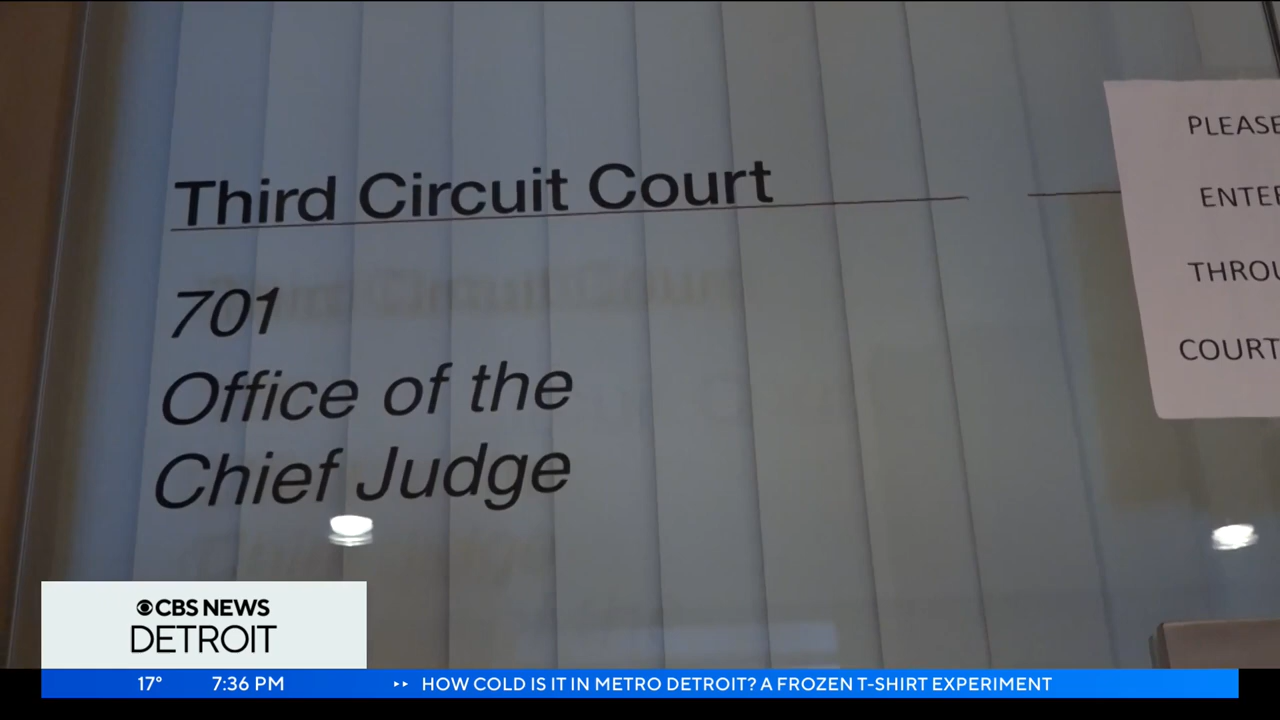 Third Circuit Court
701
Office of the
Chief Judge
PLEASE
ENTE
THROU
COURT
CBS NEWS
DETROIT
17° 7:36 PM HOW COLD IS IT IN METRO DETROIT? A FROZEN T-SHIRT EXPERIMENT